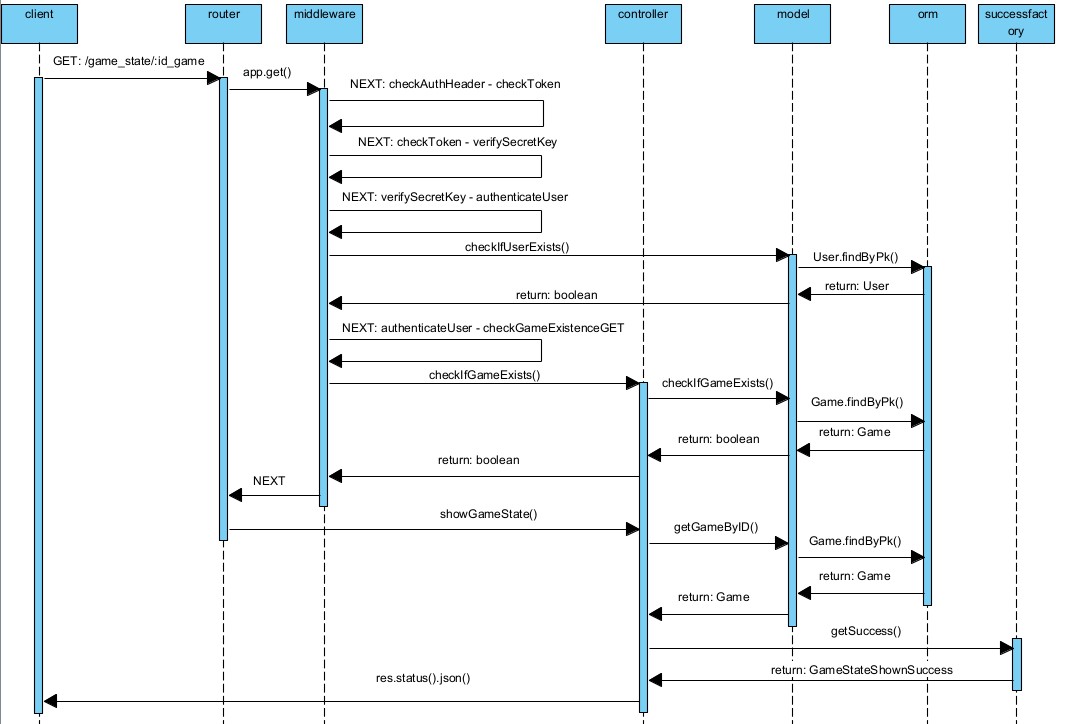 client
router
middleware
controller
model
orm
successfact
ory
GET: /game_state/:id_game
app.get()
NEXT: checkAuthHeader - checkToken
NEXT: checkToken - verifySecretKey
NEXT: verifySecretKey - authenticateUser
checkIfUserExists()
User.findByPk()
return: User
return: boolean
NEXT: authenticateUser - checkGameExistenceGET
checkIfGameExists()
checkIfGameExists()
Game.findByPk()
return: Game
return: boolean
return: boolean
NEXT
showGameState()
getGameByID()
Game.findByPk()
return: Game
return: Game
getSuccess()
return: GameStateShownSuccess
res.status().json()